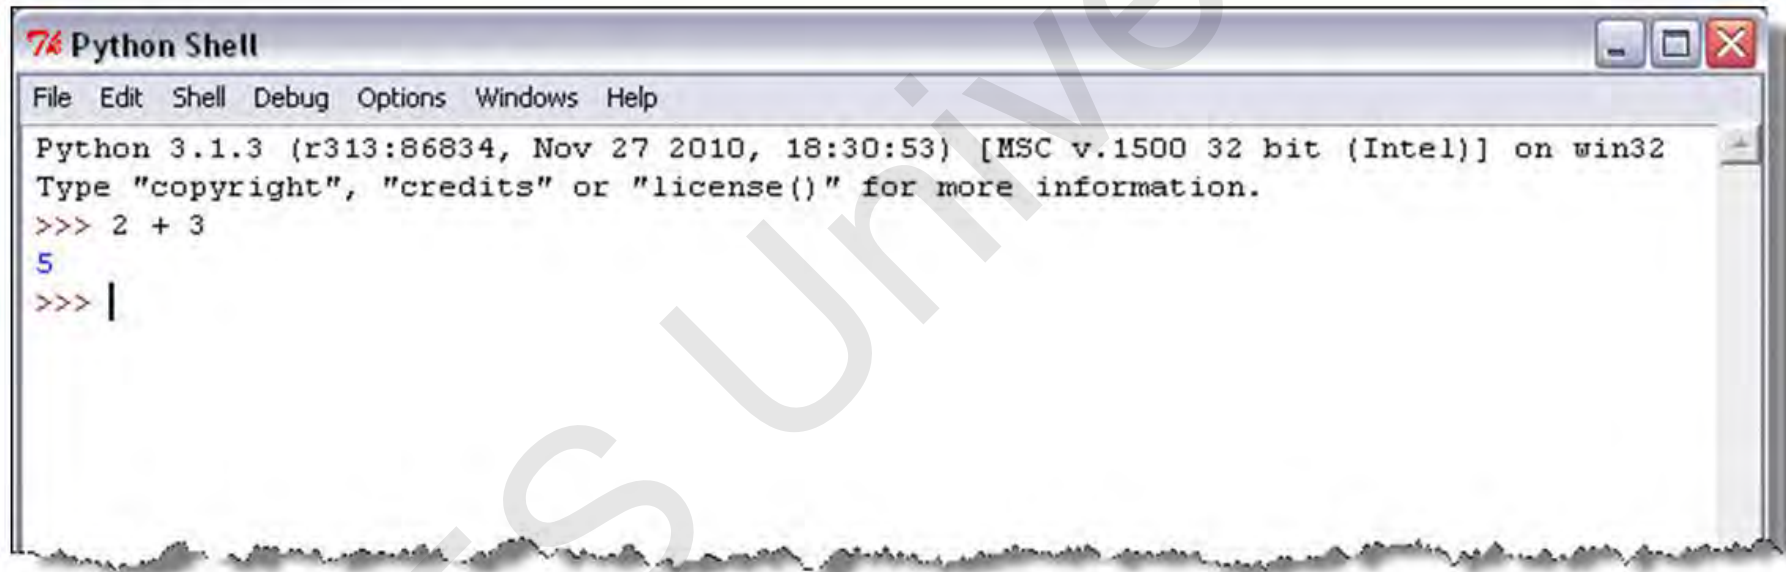 Python Shell
File Edit Shell Debug Options Windows Help
Python 3.1.3 (r313:86834, Nov 27 2010, 18:30:53) [MSC v.1500 32 bit (Intel)] on win32
Type "copyright", "credits" or "license()" for more information.
>>> 2 + 3
5
>>>